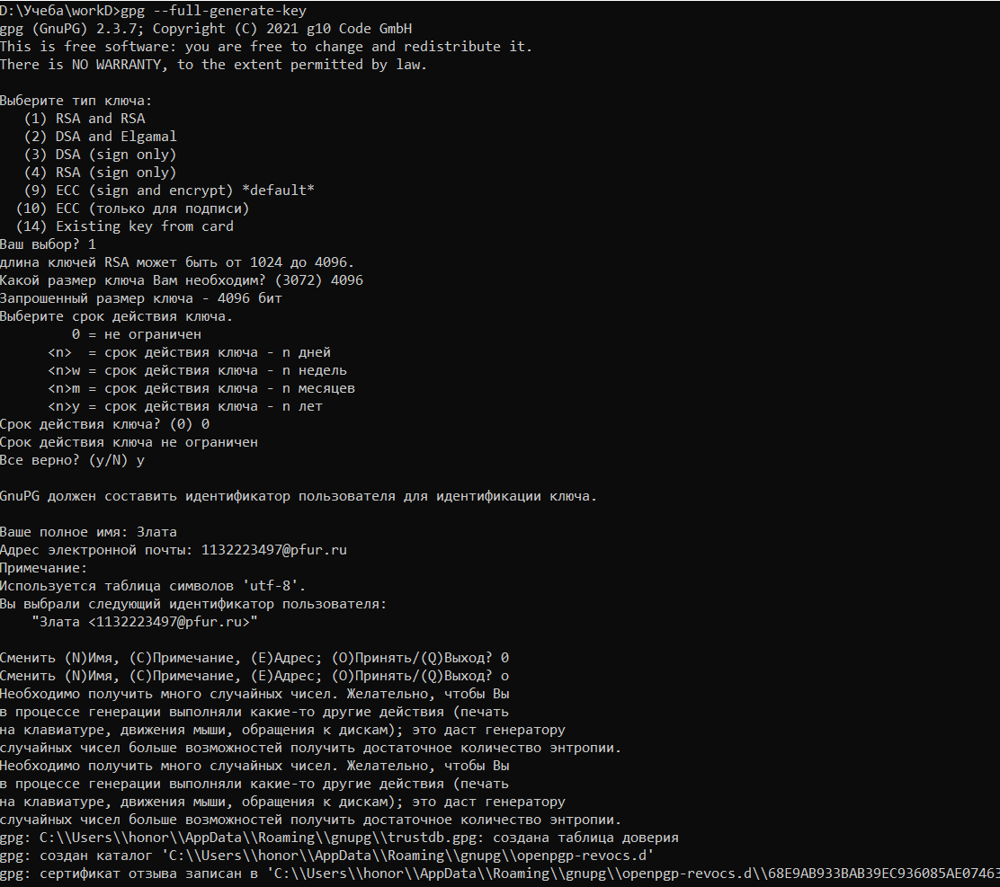 D:\Учеба\workD>gpg --full-generate-key
gpg (GnuPG) 2.3.7; Copyright (C) 2021 g10 Code GmbH
This is free software: you are free to change and redistribute it.
There is NO WARRANTY, to the extent permitted by law.
Выберите тип ключа:
(1) RSA and RSA
(2) DSA and Elgamal
(3) DSA (sign only)
(4) RSA (sign only)
(9) ECC (sign and encrypt) *default*
(10) ECC (только для подписи)
(14) Existing key from card
Ваш выбор? 1
длина ключей RSA может быть от 1024 до 4096.
Какой размер ключа Вам необходим? (3072) 4096
Запрошенный размер ключа - 4096 бит
Выберите срок действия ключа.
0 = не ограничен
<n> = срок действия ключа - n дней
<n>w = срок действия ключа - n недель
<n>m = срок действия ключа - n месяцев
<n>y = срок действия ключа - n лет
Срок действия ключа? (0) 0
Срок действия ключа не ограничен
Все верно? (y/N) y
GnuPG должен составить идентификатор пользователя для идентификации ключа.
Ваше полное имя: Злата
Адрес электронной почты: 1132223497@pfur.ru
Примечание:
Используется таблица символов 'utf-8'.
Вы выбрали следующий идентификатор пользователя:
"Злата <1132223497@pfur.ru>"
Сменить (N)Имя, (C)Примечание, (E)Адрес; (O)Принять/(Q)Выход? 0
Сменить (N)Имя, (C)Примечание, (E)Адрес; (O)Принять/(Q)Выход? o
Необходимо получить много случайных чисел. Желательно, чтобы Вы
в процессе генерации выполняли какие-то другие действия (печать
на клавиатуре, движения мыши, обращения к дискам); это даст генератору
случайных чисел больше возможностей получить достаточное количество энтропии.
Необходимо получить много случайных чисел. Желательно, чтобы Вы
в процессе генерации выполняли какие-то другие действия (печать
на клавиатуре, движения мыши, обращения к дискам); это даст генератору
случайных чисел больше возможностей получить достаточное количество энтропии.
gpg: C:\\Users\\honor\\AppData\\Roaming\\gnupg\\trustdb.gpg: создана таблица доверия
gpg: создан каталог 'C:\\Users\\honor\\AppData\\Roaming\\gnupg\\openpgp-revocs.d'
gpg: сертификат отзыва записан в 'C:\\Users\\honor\\AppData\\Roaming\\gnupg\\openpgp-revocs.d\\68E9AB933BAB39EC936085AE07463